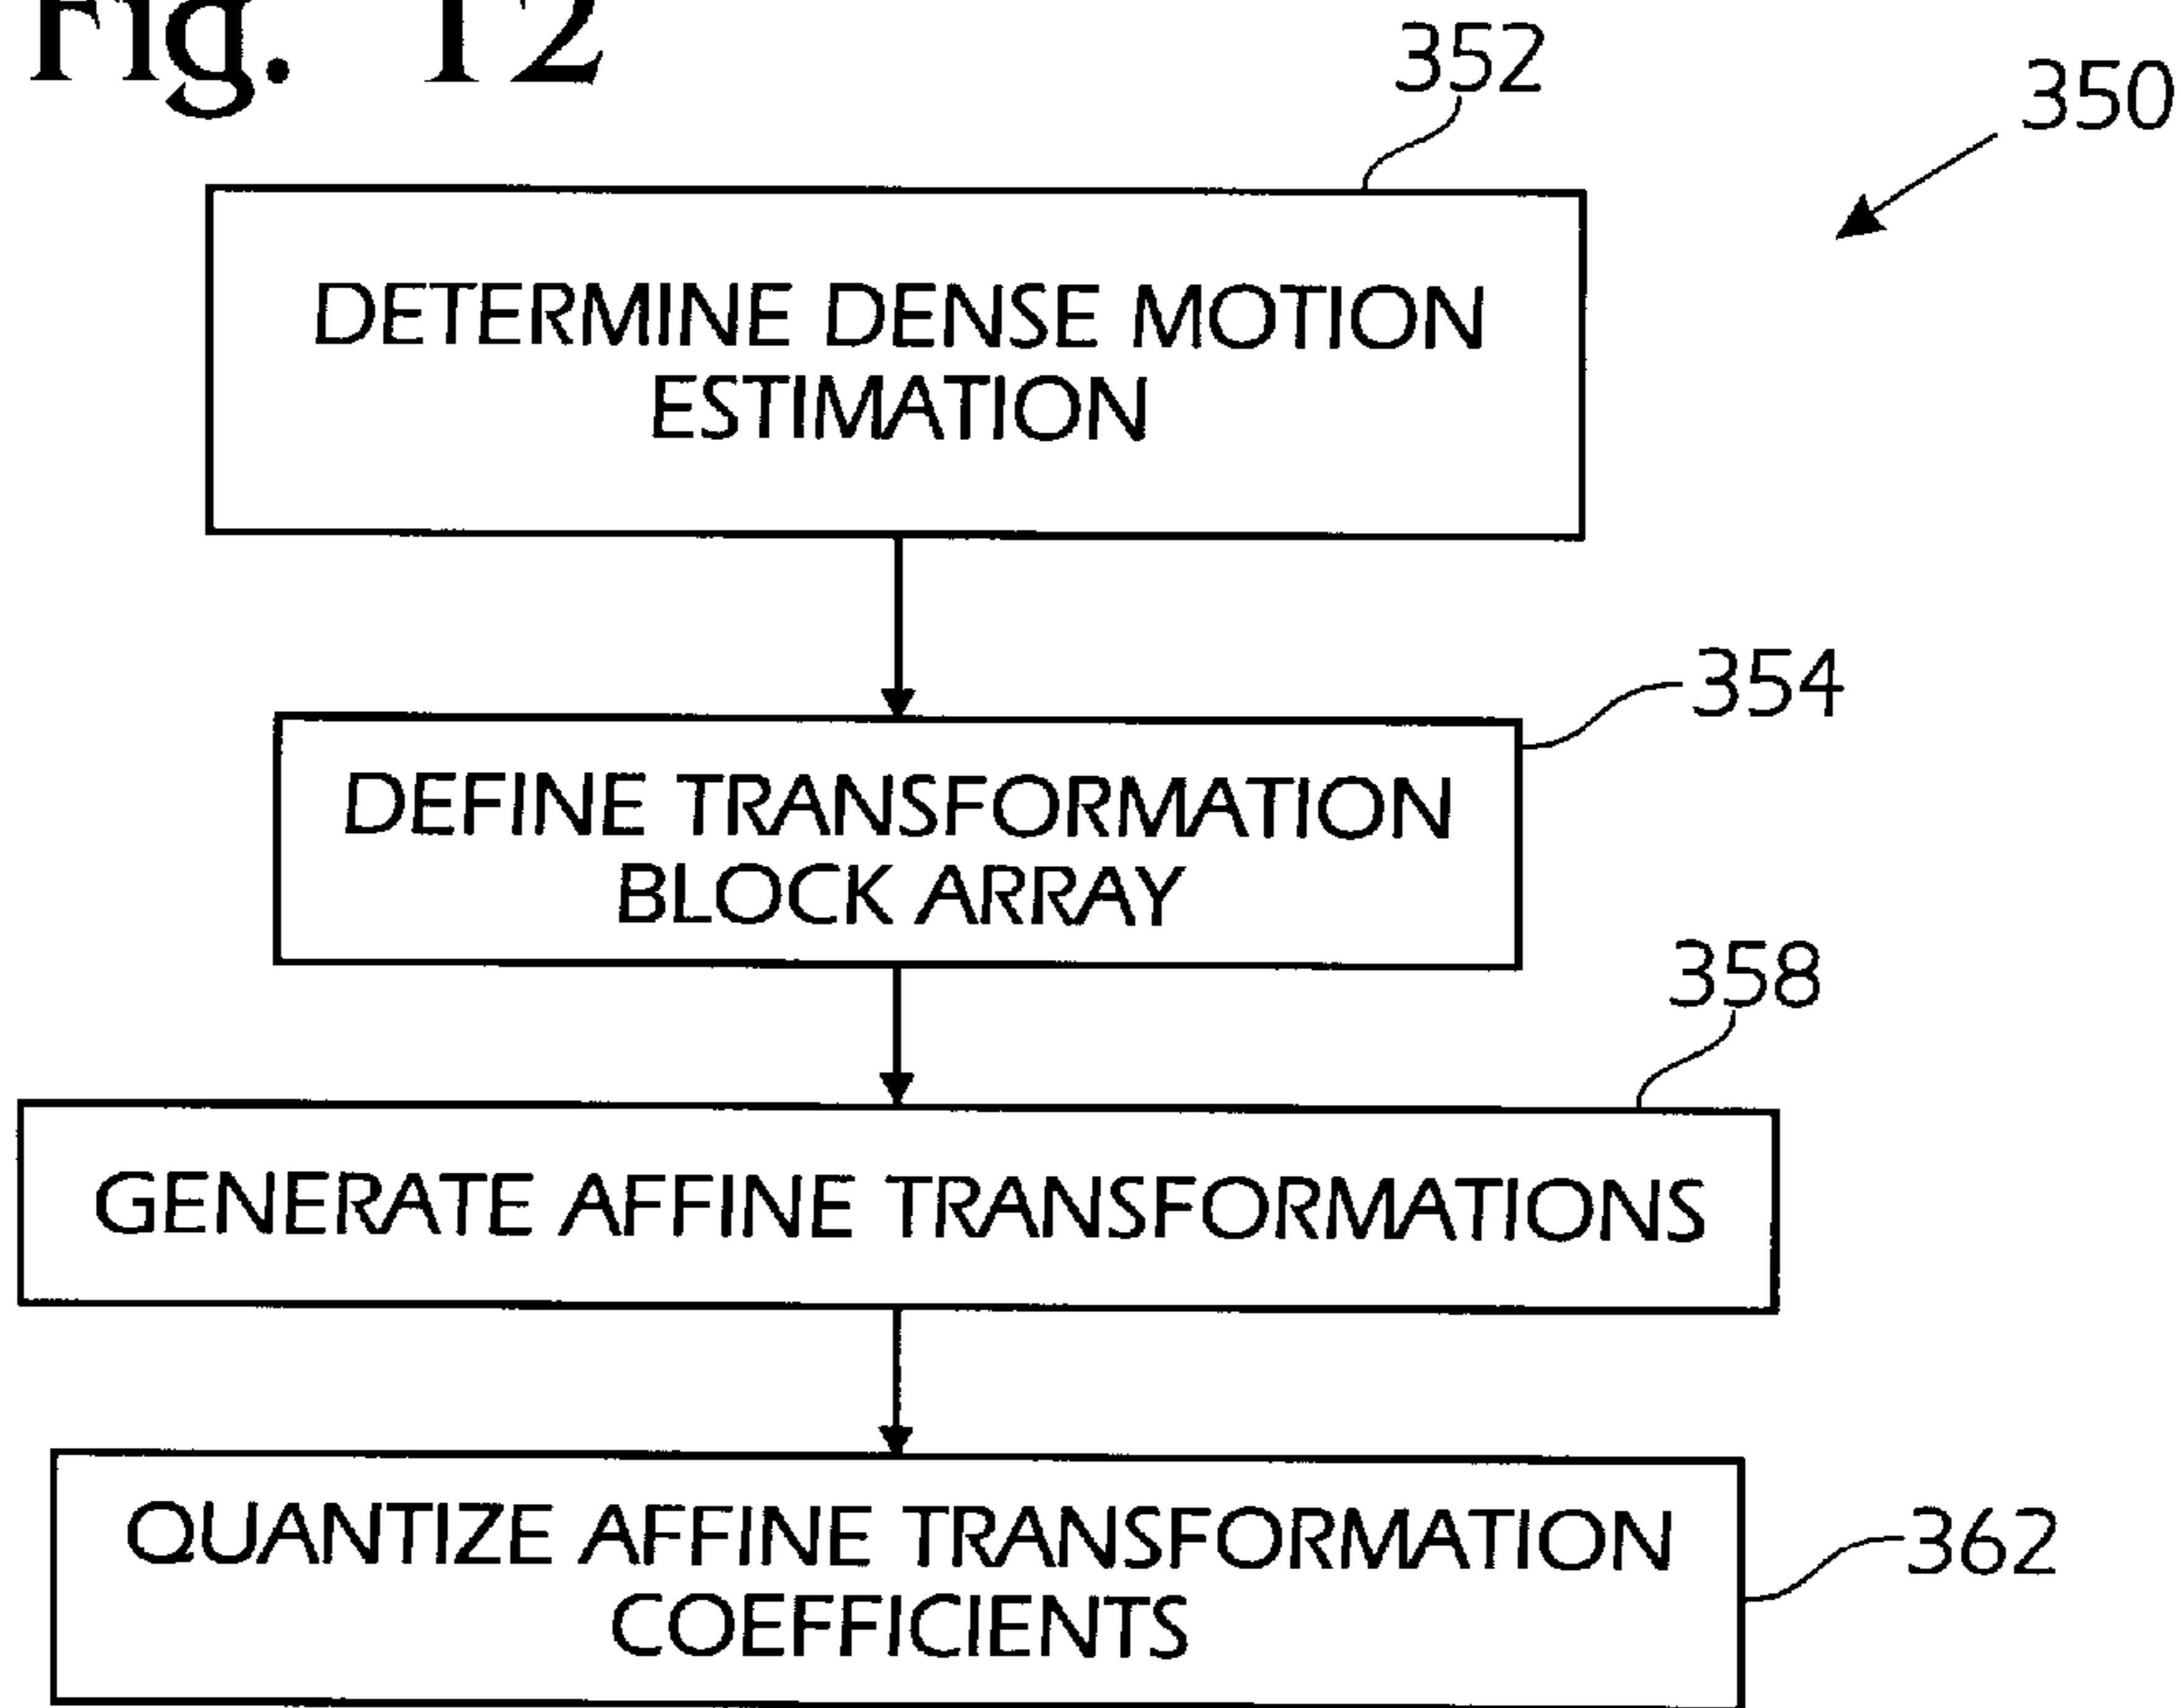 Fig. 12
352
350
DETERMINE DENSE MOTION
ESTIMATION
354
DEFINE TRANSFORMATION
BLOCK ARRAY
358
GENERATE AFFINE TRANSFORMATIONS
QUANTIZE AFFINE TRANSFORMATION
COEFFICIENTS
362